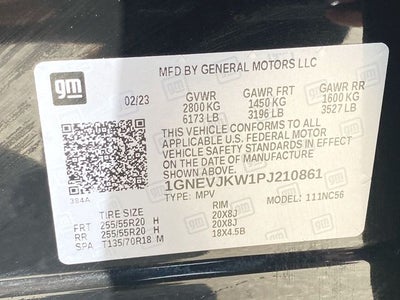 gm
MFD BY GENERAL MOTORS LLC
02/23 GVWR GAWR FRT GAWR RR
2800 KG 1450 KG 1600 KG
6173 LB 3196 LB 3527 LB
THIS VEHICLE CONFORMS TO ALL
APPLICABLE U.S. FEDERAL MOTOR
VEHICLE SAFETY STANDARDS IN EFFECT
ON THE DATE OF MANUFACTURE
SHOWN ABOVE.
384A 1GNEVJKW1PJ210861
TYPE: MPV MODEL: 111NC56
TIRE SIZE RIM
FRT 255/55R20 H 20X8J
RR 255/55R20 H 20X8J
SPA T135/70R18 M 18X4.5B
gm